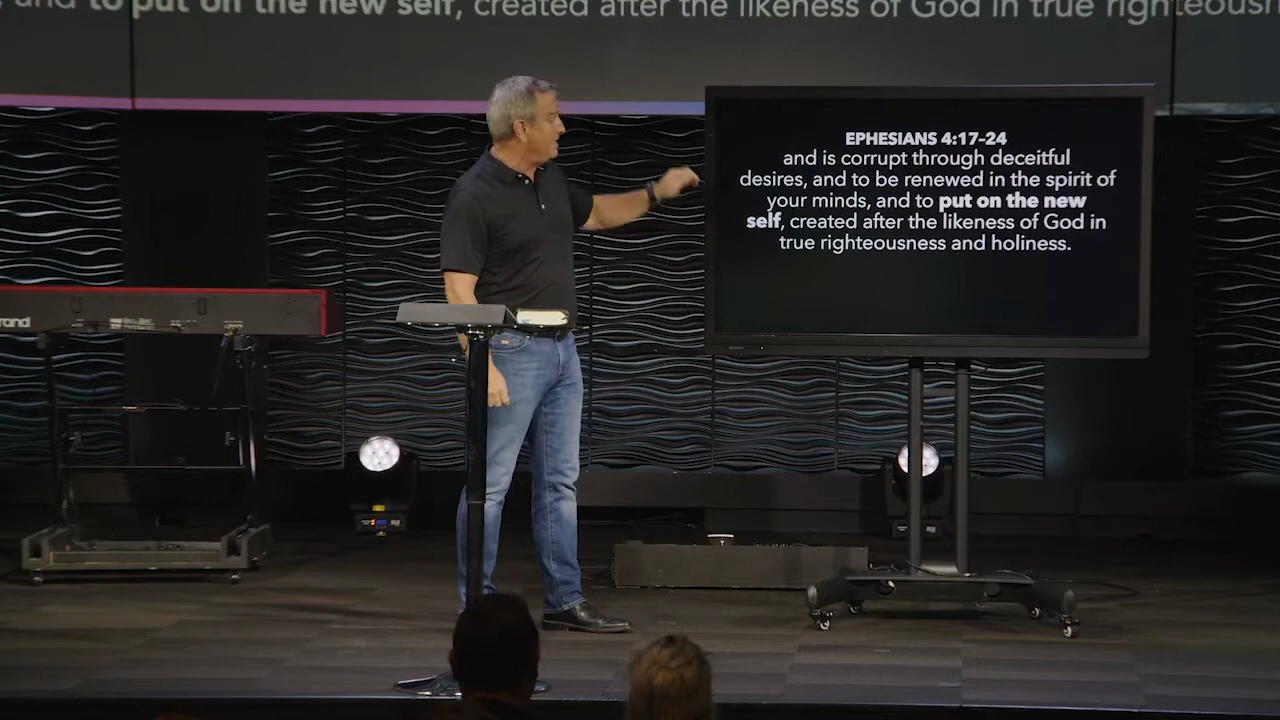 , and to put on the new self, created after the likeness of God in true righteousn
EPHESIANS 4:17-24
and is corrupt through deceitful
desires, and to be renewed in the spirit of
your minds, and to put on the new
self, created after the likeness of God in
true righteousness and holiness.
rand